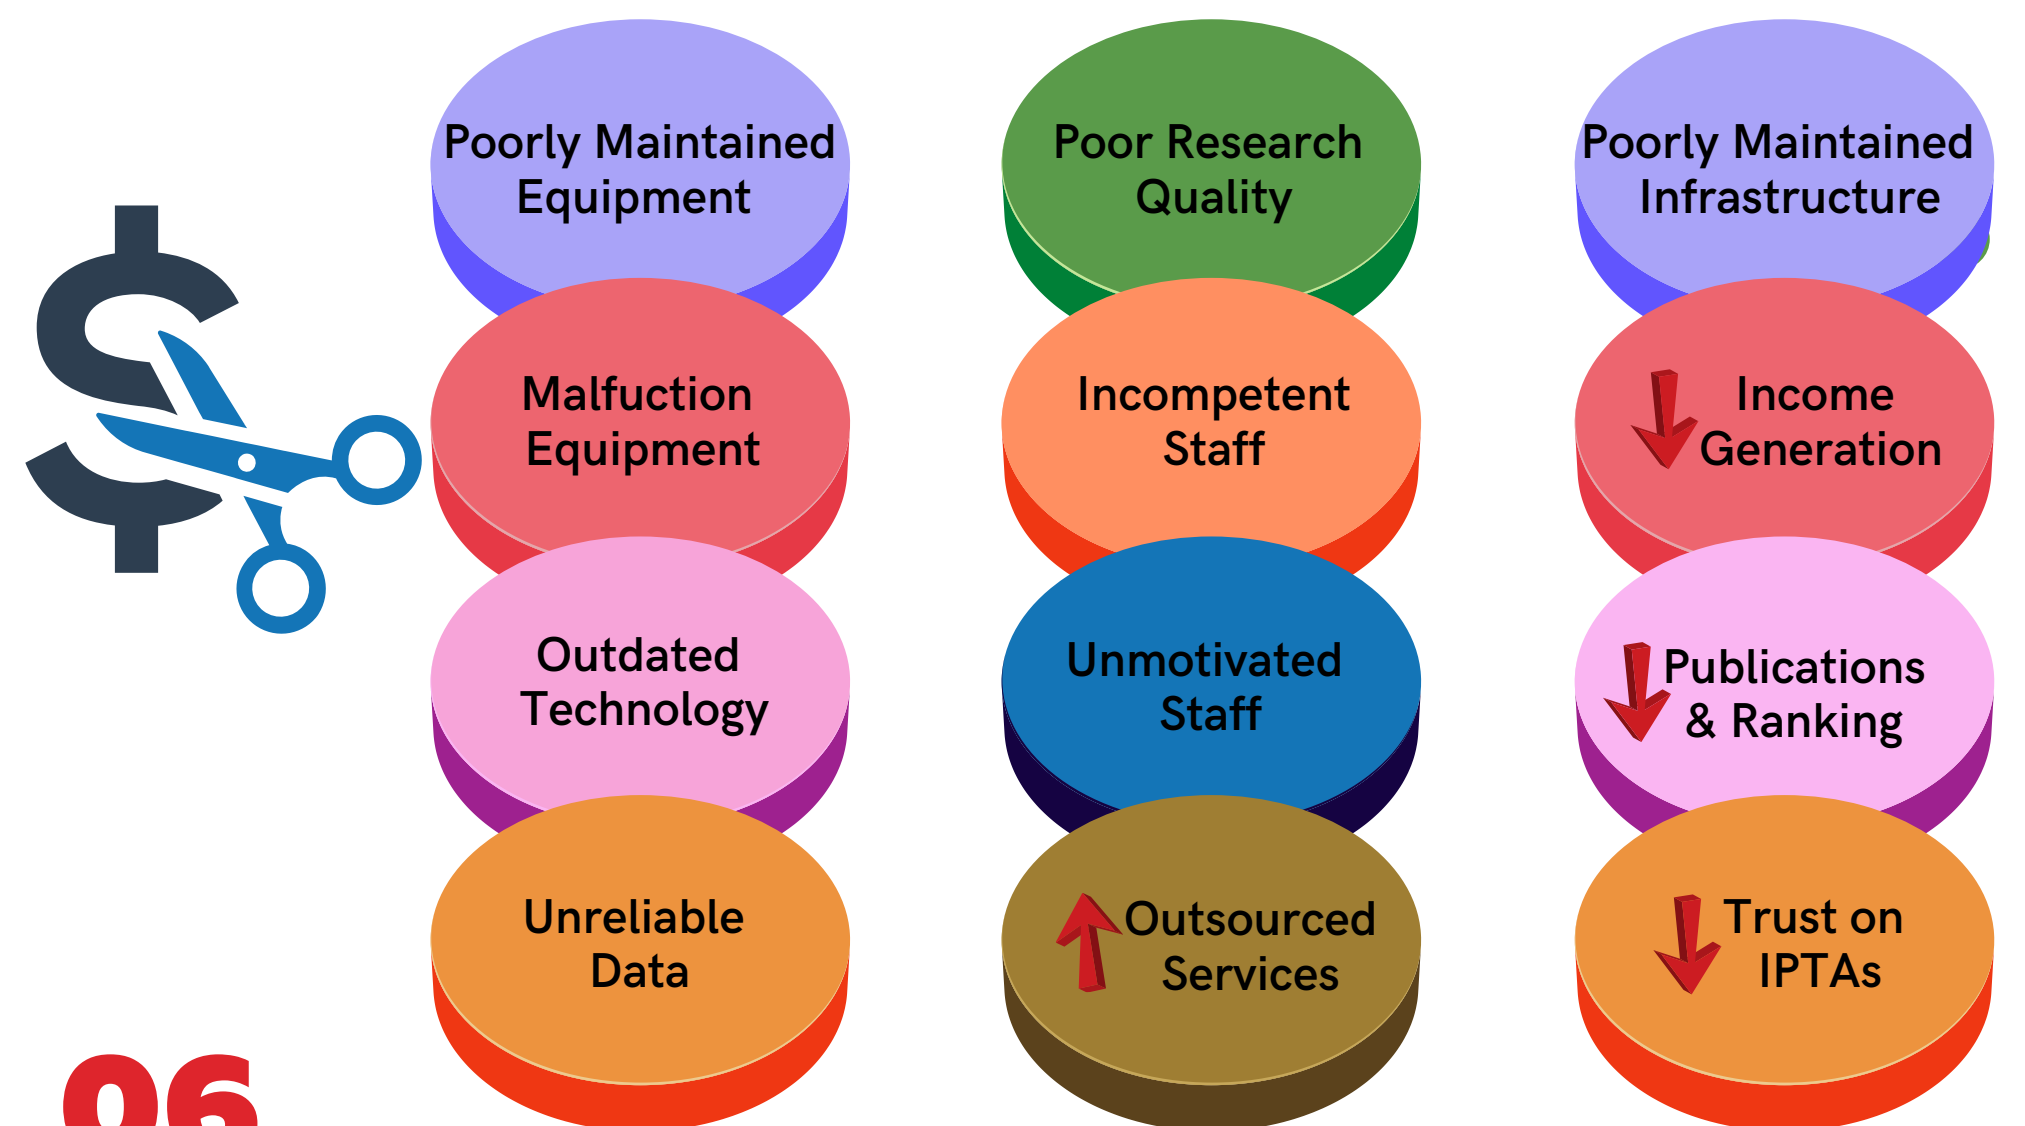 Poorly Maintained
Equipment
Malfuction
Equipment
Outdated
Technology
Unreliable
Data
Poor Research
Quality
Incompetent
Staff
Unmotivated
Staff
Outsourced
Services
Poorly Maintained
Infrastructure
Income
Generation
Publications
& Ranking
Trust on
IPTAs
06